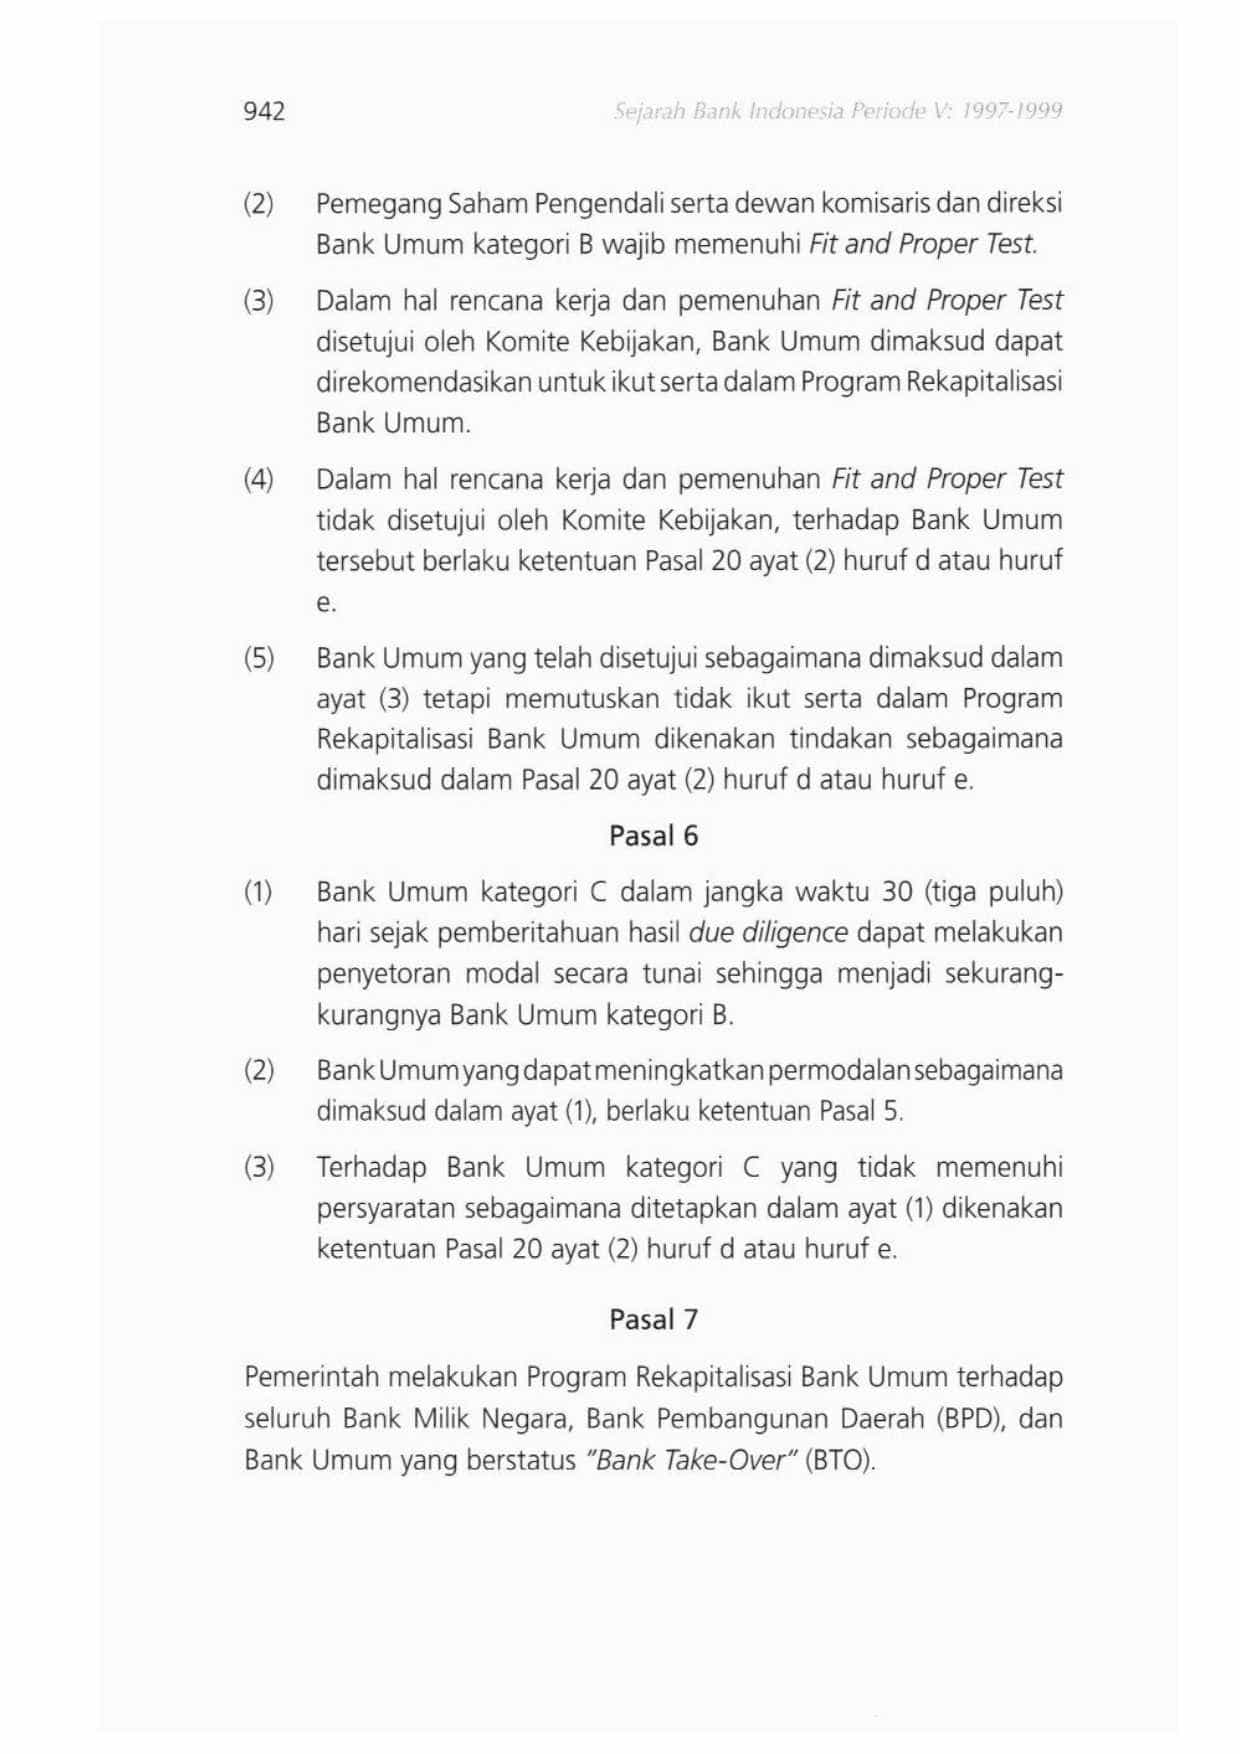 942 Sejarah Bank Indonesia Periode V: 1997-1999
(2) Pemegang Saham Pengendali serta dewan komisaris dan direksi
Bank Umum kategori B wajib memenuhi Fit and Proper Test.
(3) Dalam hal rencana kerja dan pemenuhan Fit and Proper Test
disetujui oleh Komite Kebijakan, Bank Umum dimaksud dapat
direkomendasikan untuk ikut serta dalam Program Rekapitalisasi
Bank Umum.
(4) Dalam hal rencana kerja dan pemenuhan Fit and Proper Test
tidak disetujui oleh Komite Kebijakan, terhadap Bank Umum
tersebut berlaku ketentuan Pasal 20 ayat (2) huruf d atau huruf
e.
(5) Bank Umum yang telah disetujui sebagaimana dimaksud dalam
ayat (3) tetapi memutuskan tidak ikut serta dalam Program
Rekapitalisasi Bank Umum dikenakan tindakan sebagaimana
dimaksud dalam Pasal 20 ayat (2) huruf d atau huruf e.
Pasal 6
(1) Bank Umum kategori C dalam jangka waktu 30 (tiga puluh)
hari sejak pemberitahuan hasil due diligence dapat melakukan
penyetoran modal secara tunai sehingga menjadi sekurang-
kurangnya Bank Umum kategori B.
(2) Bank Umum yang dapat meningkatkan permodalan sebagaimana
dimaksud dalam ayat (1), berlaku ketentuan Pasal 5.
(3) Terhadap Bank Umum kategori C yang tidak memenuhi
persyaratan sebagaimana ditetapkan dalam ayat (1) dikenakan
ketentuan Pasal 20 ayat (2) huruf d atau huruf e.
Pasal 7
Pemerintah melakukan Program Rekapitalisasi Bank Umum terhadap
seluruh Bank Milik Negara, Bank Pembangunan Daerah (BPD), dan
Bank Umum yang berstatus "Bank Take-Over" (BTO).